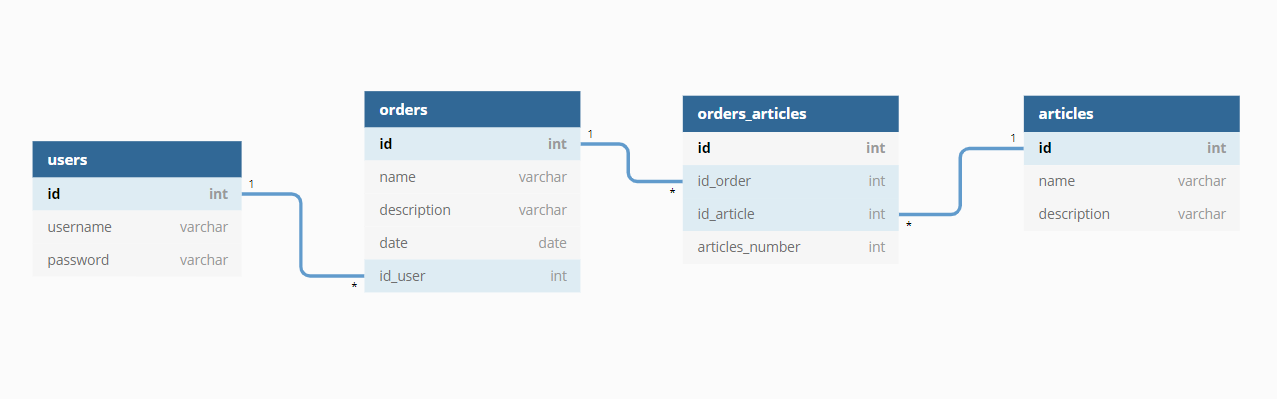 users
id int
username varchar
password varchar
1
*
orders
id int
name varchar
description varchar
date date
id_user int
1
*
orders_articles
id int
id_order int
id_article int
articles_number int
*
1
articles
id int
name varchar
description varchar